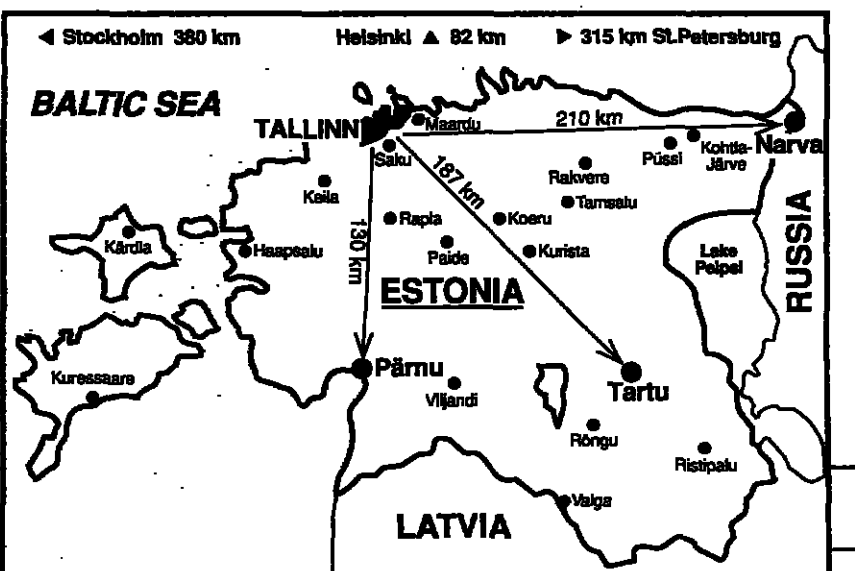 ◄ Stockholm 380 km Helsinki ▲ 82 km ► 315 km St.Petersburg
BALTIC SEA
TALLINN
Maardu
210 km
Narva
Saku
Püssi
Kohtla-
Järve
Keila
187 km
Rakvere
Tamsalu
Rapla
Koeru
Kärdla
Haapsalu
130 km
Paide
Kurista
Lake
Peipsi
RUSSIA
ESTONIA
Pärnu
Tartu
Kuressaare
Viljandi
Rõngu
Ristipalu
Valga
LATVIA